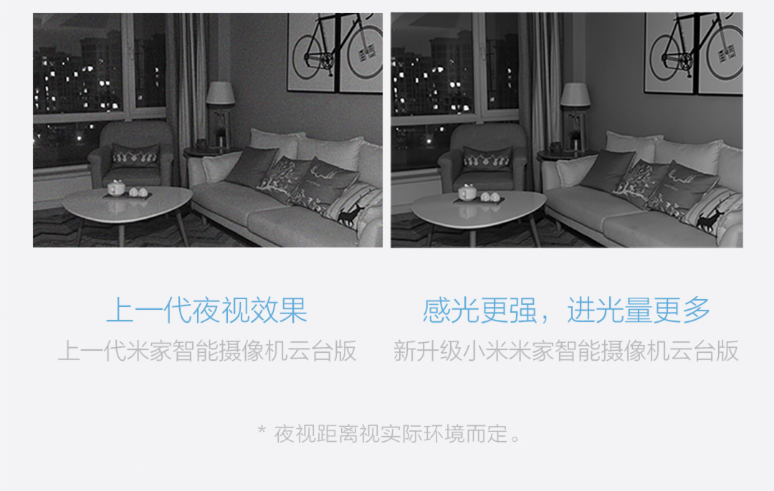 上一代夜视效果
感光更强，进光量更多
上一代米家智能摄像机云台版
新升级小米米家智能摄像机云台版
* 夜视距离视实际环境而定。